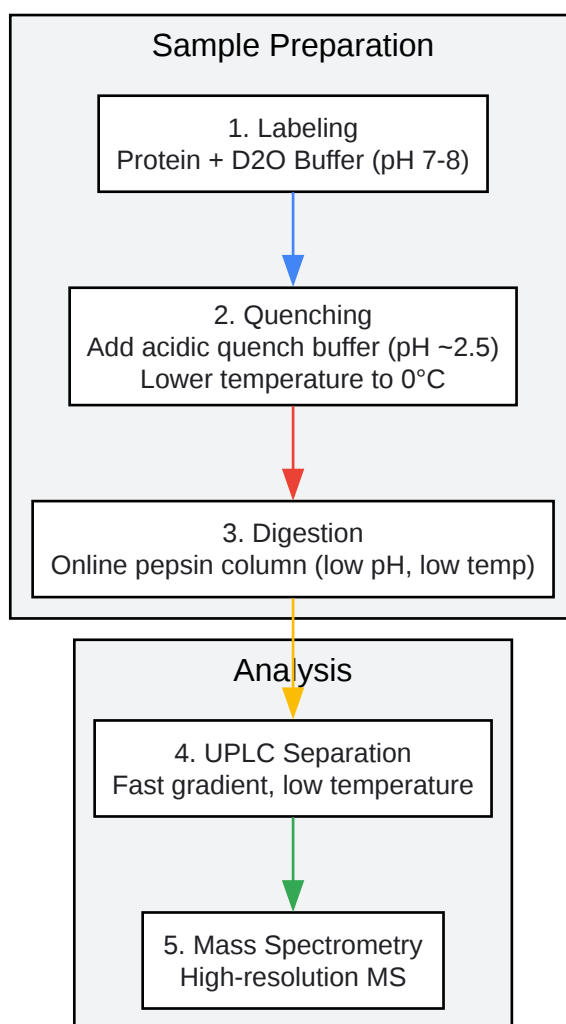 Sample Preparation
1. Labeling
Protein + D2O Buffer (pH 7-8)
2. Quenching
Add acidic quench buffer (pH ~2.5)
Lower temperature to 0°C
3. Digestion
Online pepsin column (low pH, low temp)
Analysis
4. UPLC Separation
Fast gradient, low temperature
5. Mass Spectrometry
High-resolution MS